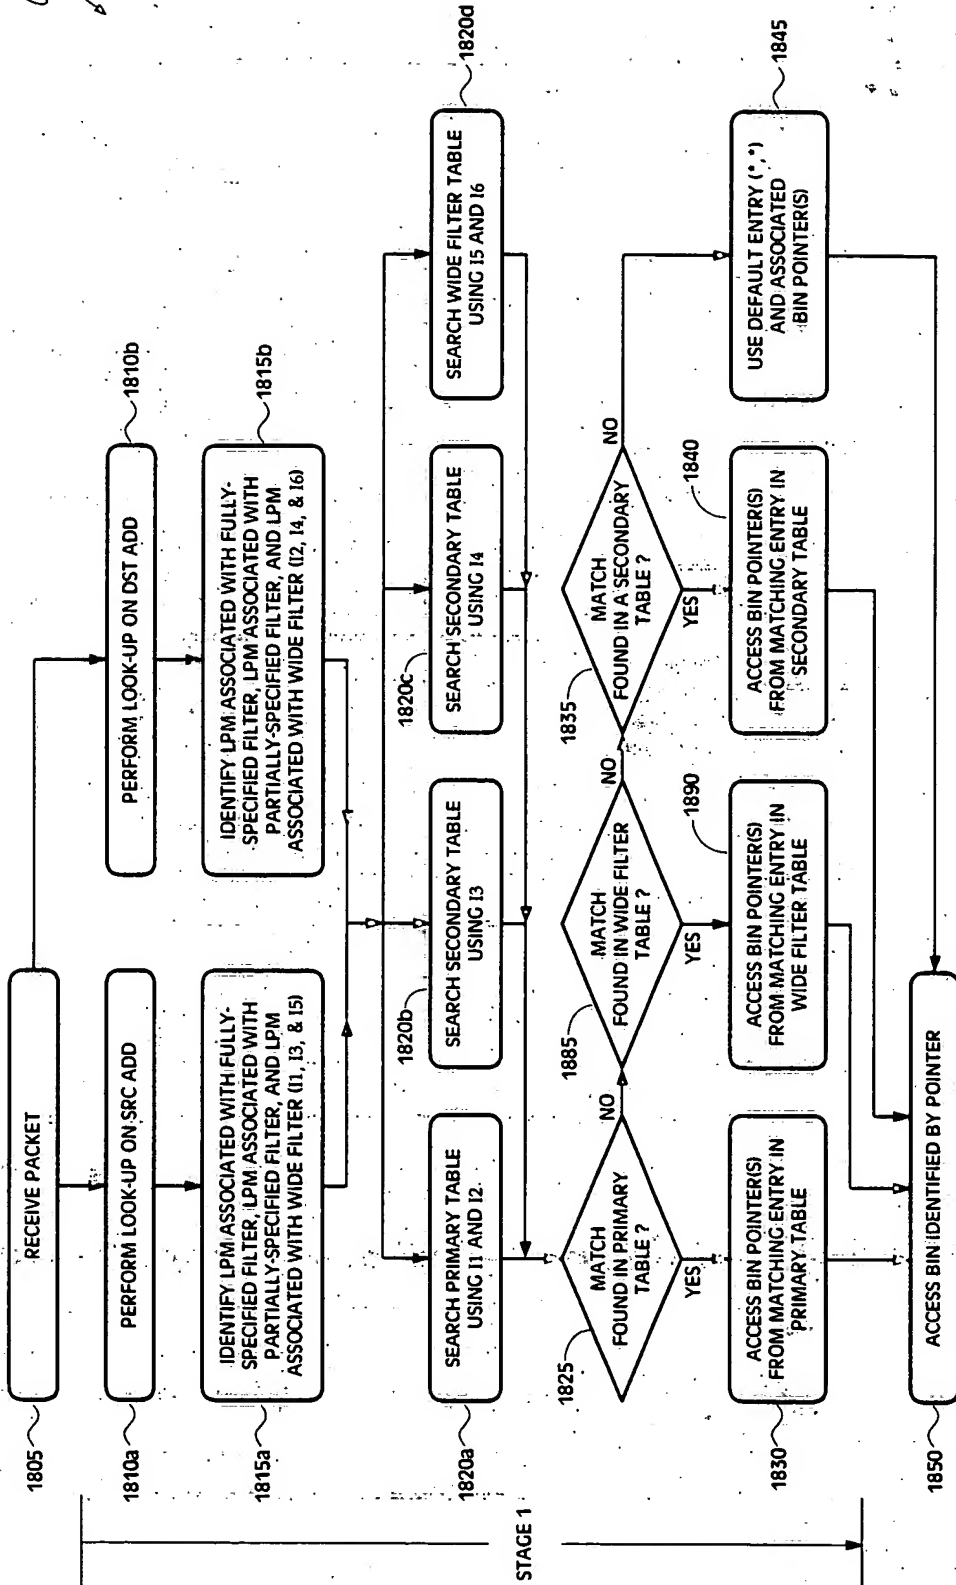 1805
RECEIVE PACKET
1810a
PERFORM LOOK-UP ON SRC ADD
PERFORM LOOK-UP ON DST ADD
1810b
1815a
IDENTIFY LPM ASSOCIATED WITH FULLY-
SPECIFIED FILTER, LPM ASSOCIATED WITH
PARTIALLY-SPECIFIED FILTER, AND LPM
ASSOCIATED WITH WIDE FILTER (I1, I3, & I5)
IDENTIFY LPM ASSOCIATED WITH FULLY-
SPECIFIED FILTER, LPM ASSOCIATED WITH
PARTIALLY-SPECIFIED FILTER, AND LPM
ASSOCIATED WITH WIDE FILTER (I2, I4, & I6)
1815b
1820a
SEARCH PRIMARY TABLE
USING I1 AND I2
1820b
SEARCH SECONDARY TABLE
USING I3
1820c
SEARCH SECONDARY TABLE
USING I4
SEARCH WIDE FILTER TABLE
USING I5 AND I6
1820d
STAGE 1
1825
MATCH
FOUND IN PRIMARY
TABLE ?
NO
YES
1885
MATCH
FOUND IN WIDE FILTER
TABLE ?
NO
YES
1835
MATCH
FOUND IN A SECONDARY
TABLE ?
NO
YES
1830
ACCESS BIN POINTER(S)
FROM MATCHING ENTRY IN
PRIMARY TABLE
1890
ACCESS BIN POINTER(S)
FROM MATCHING ENTRY IN
WIDE FILTER TABLE
1840
ACCESS BIN POINTER(S)
FROM MATCHING ENTRY IN
SECONDARY TABLE
1845
USE DEFAULT ENTRY (*,*)
AND ASSOCIATED
BIN POINTER(S)
1850
ACCESS BIN IDENTIFIED BY POINTER